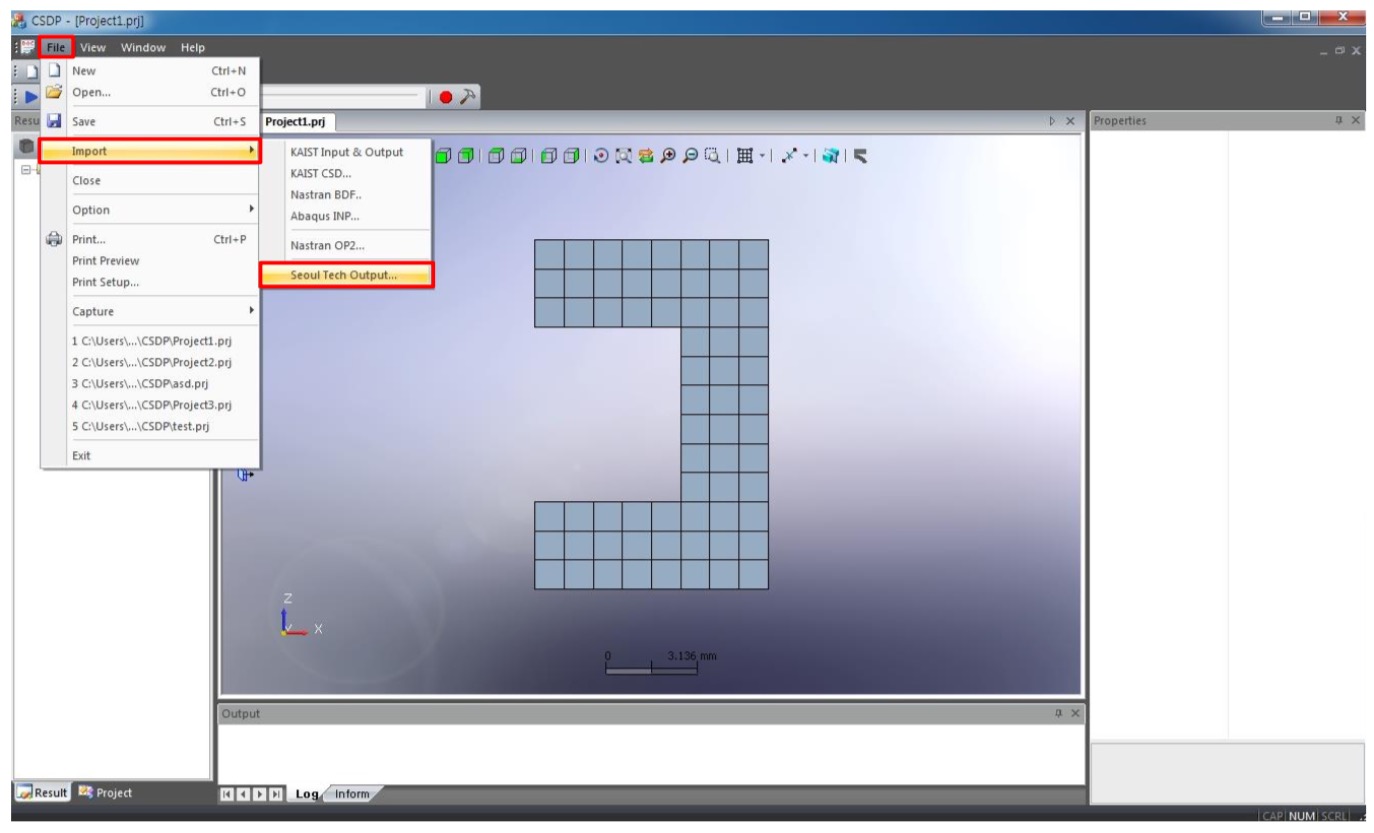 CSDP - [Project1.prj]
File View Window Help
New Ctrl+N
Open... Ctrl+O
Save Ctrl+S
Import
Close
Option
Print... Ctrl+P
Print Preview
Print Setup...
Capture
1 C:\Users\...\CSDP\Project1.prj
2 C:\Users\...\CSDP\Project2.prj
3 C:\Users\...\CSDP\asd.prj
4 C:\Users\...\CSDP\Project3.prj
5 C:\Users\...\CSDP\test.prj
Exit
KAIST Input & Output
KAIST CSD...
Nastran BDF..
Abaqus INP...
Nastran OP2...
Seoul Tech Output...
Resu
Project1.prj
Properties
Z
Y X
0 3.136 mm
Output
Result Project
Log Inform
CAP NUM SCRL